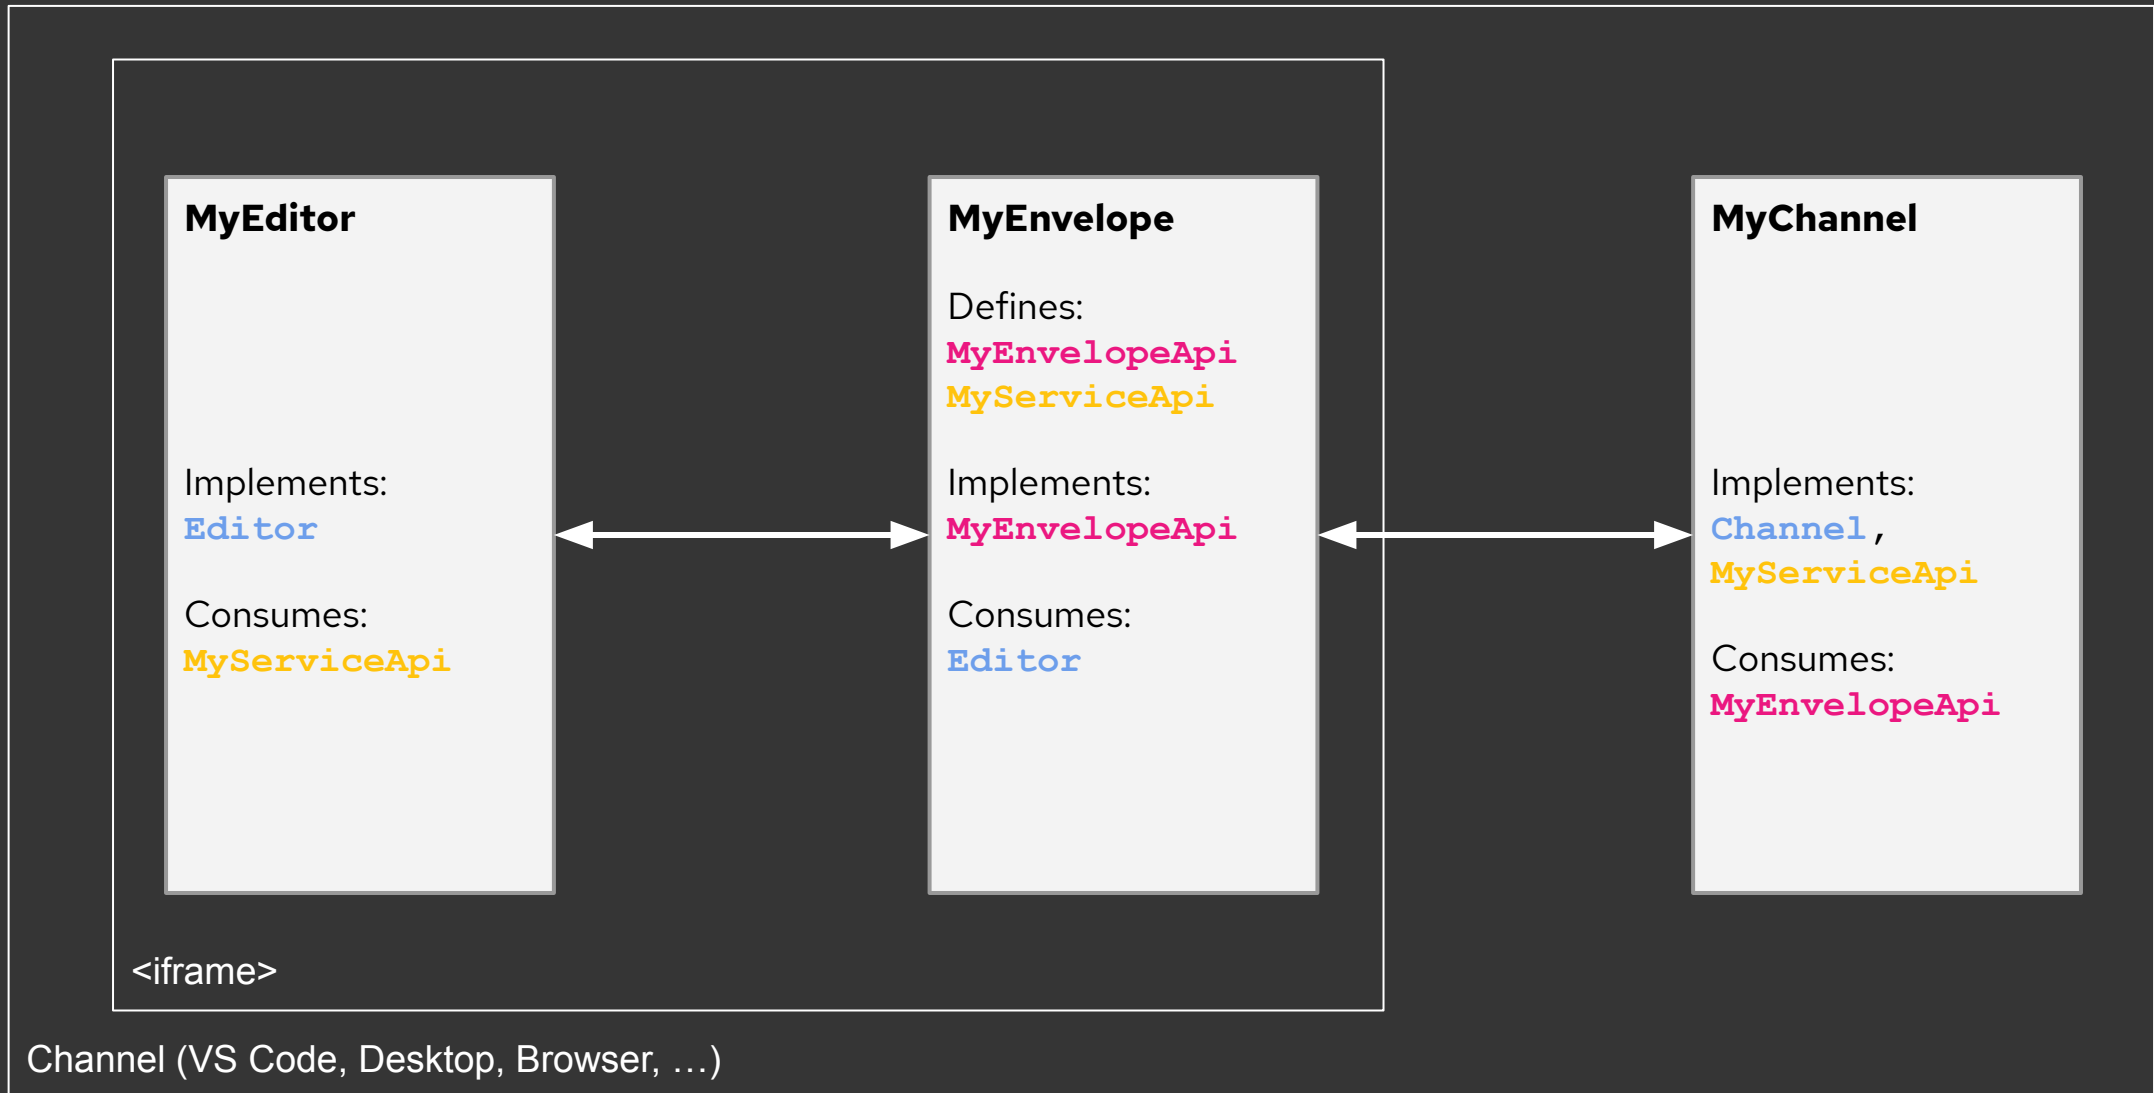 MyEditor
Implements:
Editor
Consumes:
MyServiceApi
MyEnvelope
Defines:
MyEnvelopeApi
MyServiceApi
Implements:
MyEnvelopeApi
Consumes:
Editor
MyChannel
Implements:
Channel,
MyServiceApi
Consumes:
MyEnvelopeApi
<iframe>
Channel (VS Code, Desktop, Browser, …)